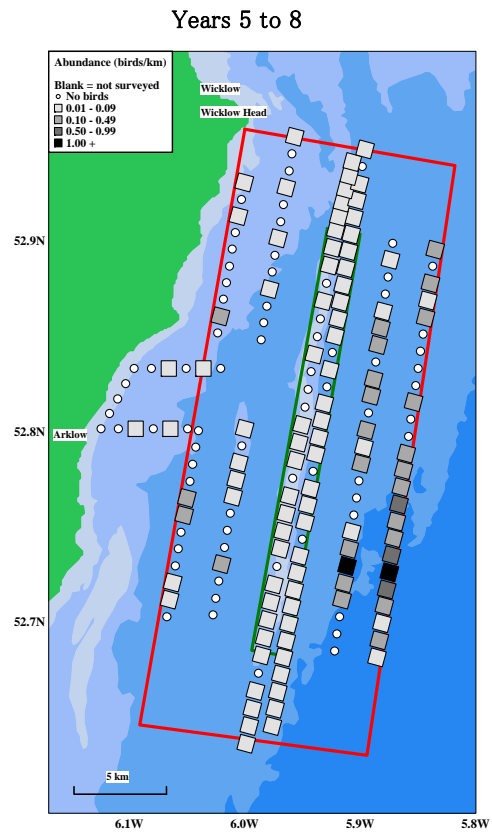 Years 5 to 8
Abundance (birds/km)
Blank = not surveyed
No birds
0.01 - 0.09
0.10 - 0.49
0.50 - 0.99
1.00 +
Wicklow
Wicklow Head
52.9N
52.8N
Arklow
52.7N
5 km
6.1W 6.0W 5.9W 5.8W